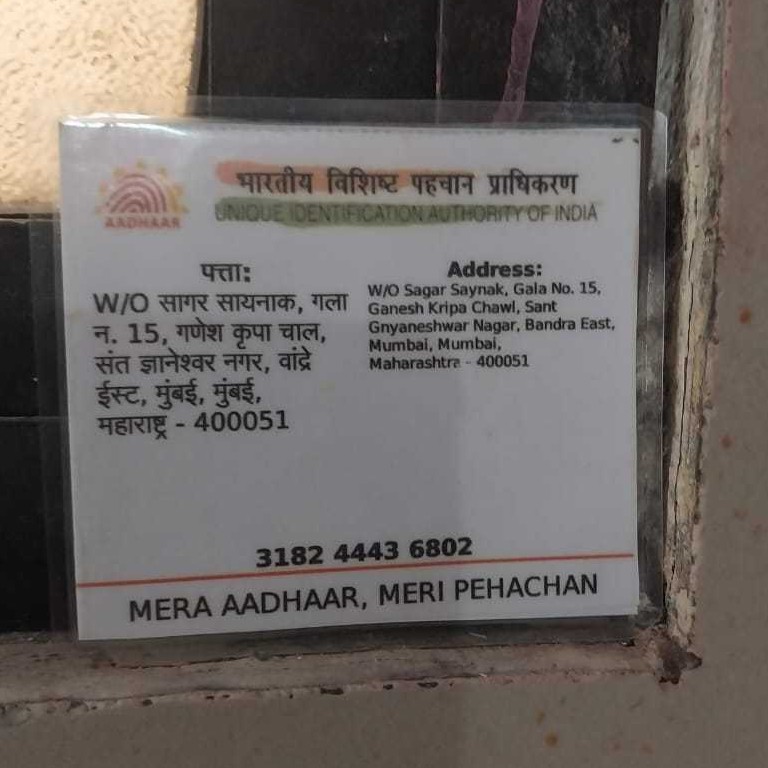 भारतीय विशिष्ट पहचान प्राधिकरण
UNIQUE IDENTIFICATION AUTHORITY OF INDIA
AADHAAR
पत्ता:
W/O सागर सायनाक, गला
न. 15, गणेश कृपा चाल,
संत ज्ञानेश्वर नगर, वांद्रे
ईस्ट, मुंबई, मुंबई,
महाराष्ट्र - 400051
Address:
W/O Sagar Saynak, Gala No. 15,
Ganesh Kripa Chawl, Sant
Gnyaneshwar Nagar, Bandra East,
Mumbai, Mumbai,
Maharashtra - 400051
3182 4443 6802
MERA AADHAAR, MERI PEHACHAN